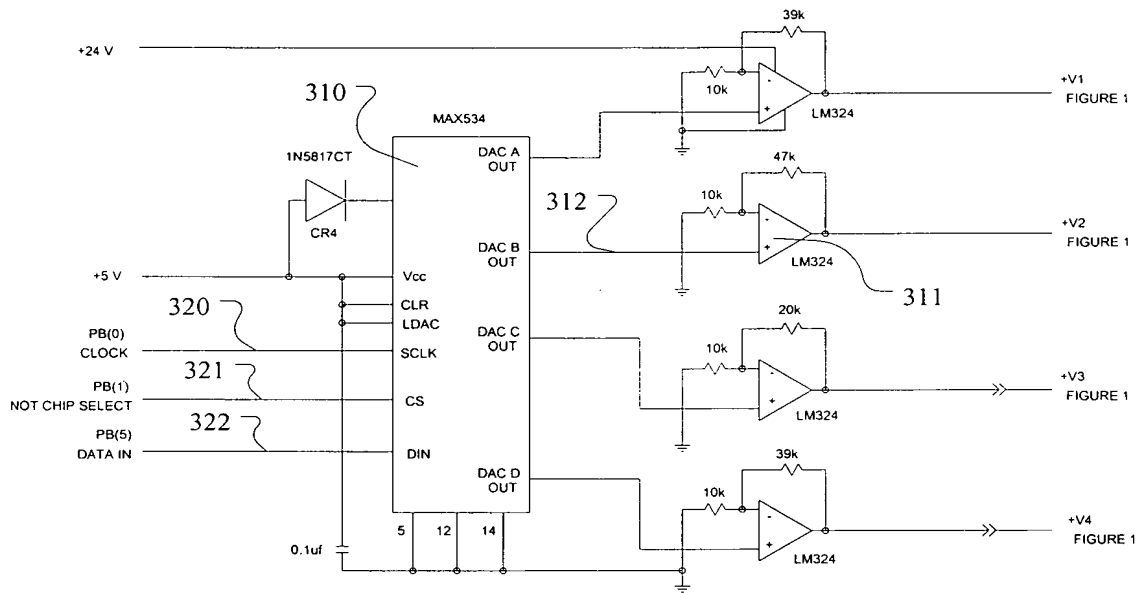 39k
+24 V
10k
+V1
FIGURE 1
LM324
310
MAX534
1N5817CT
DAC A
OUT
CR4
47k
10k
312
+V2
FIGURE 1
DAC B
OUT
LM324
311
+5 V
Vcc
CLR
LDAC
320
PB(0)
CLOCK
SCLK
20k
DAC C
OUT
10k
321
PB(1)
NOT CHIP SELECT
CS
+V3
FIGURE 1
LM324
322
PB(5)
DATA IN
DIN
39k
DAC D
OUT
10k
5
12
14
+V4
FIGURE 1
0.1uf
LM324
- + - + - + - +